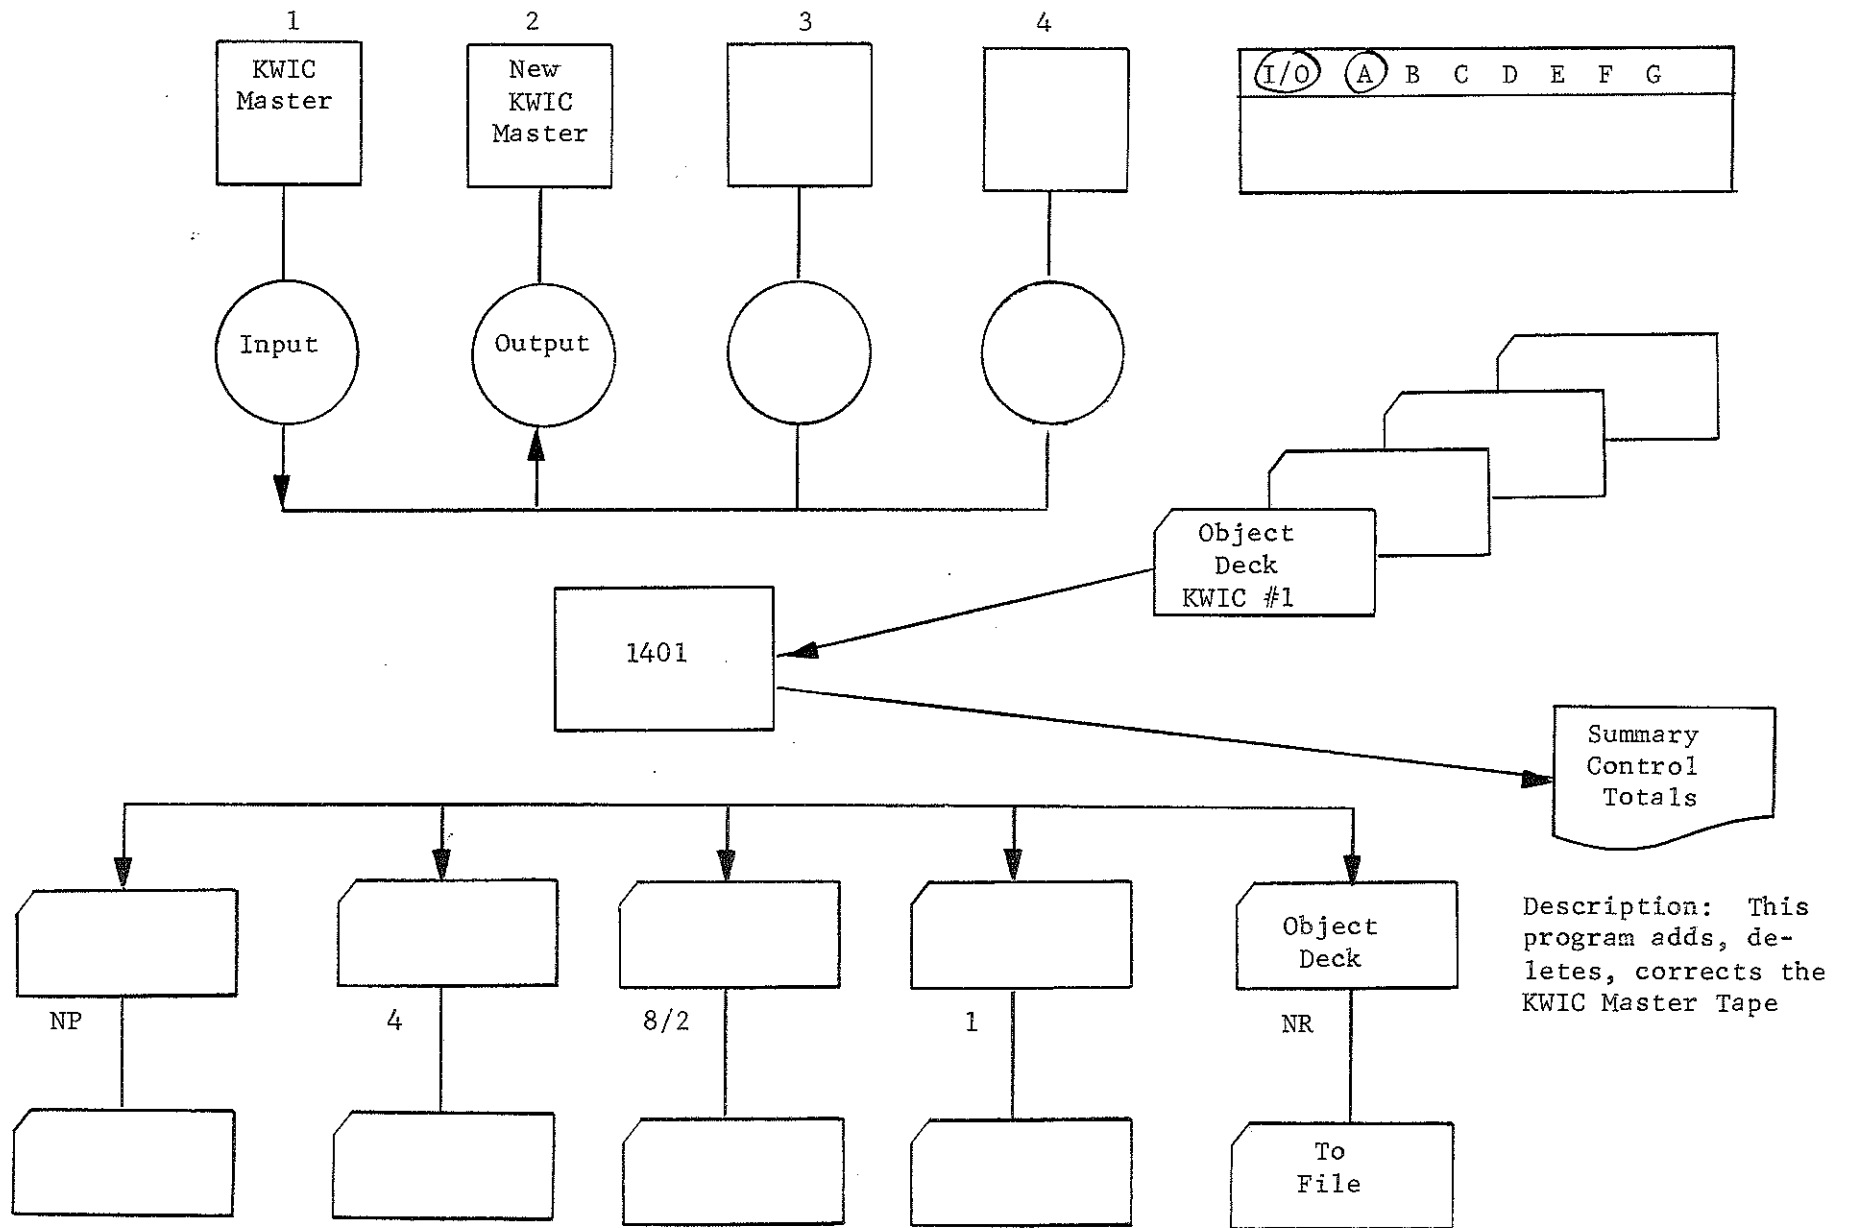 1
2
3
4
KWIC
Master
New
KWIC
Master
I/O A B C D E F G
Input
Output
Object
Deck
KWIC #1
1401
Summary
Control
Totals
Object
Deck
Description: This
program adds, de-
letes, corrects the
KWIC Master Tape
NP
4
8/2
1
NR
To
File